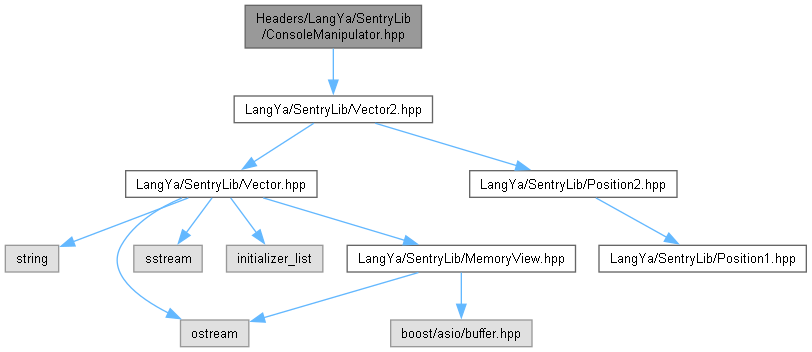 Headers/LangYa/SentryLib
/ConsoleManipulator.hpp
LangYa/SentryLib/Vector2.hpp
LangYa/SentryLib/Vector.hpp
LangYa/SentryLib/Position2.hpp
string
sstream
initializer_list
LangYa/SentryLib/MemoryView.hpp
LangYa/SentryLib/Position1.hpp
ostream
boost/asio/buffer.hpp